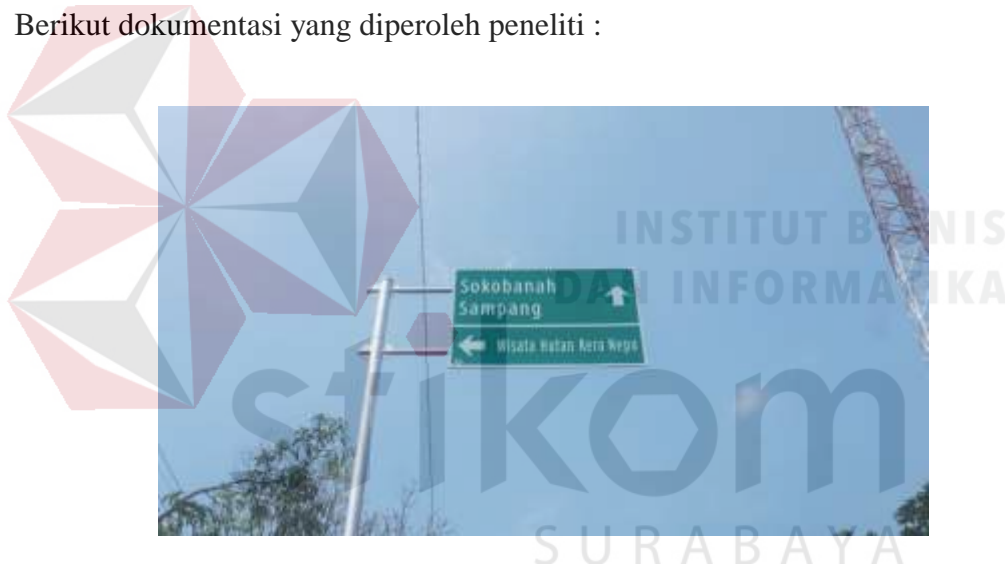 Berikut dokumentasi yang diperoleh peneliti :
INSTITUT BISNIS
DAN INFORMATIKA
Sokobanah
Sampang
Wisata Hutan Kera Nepa
stikom
SURABAYA